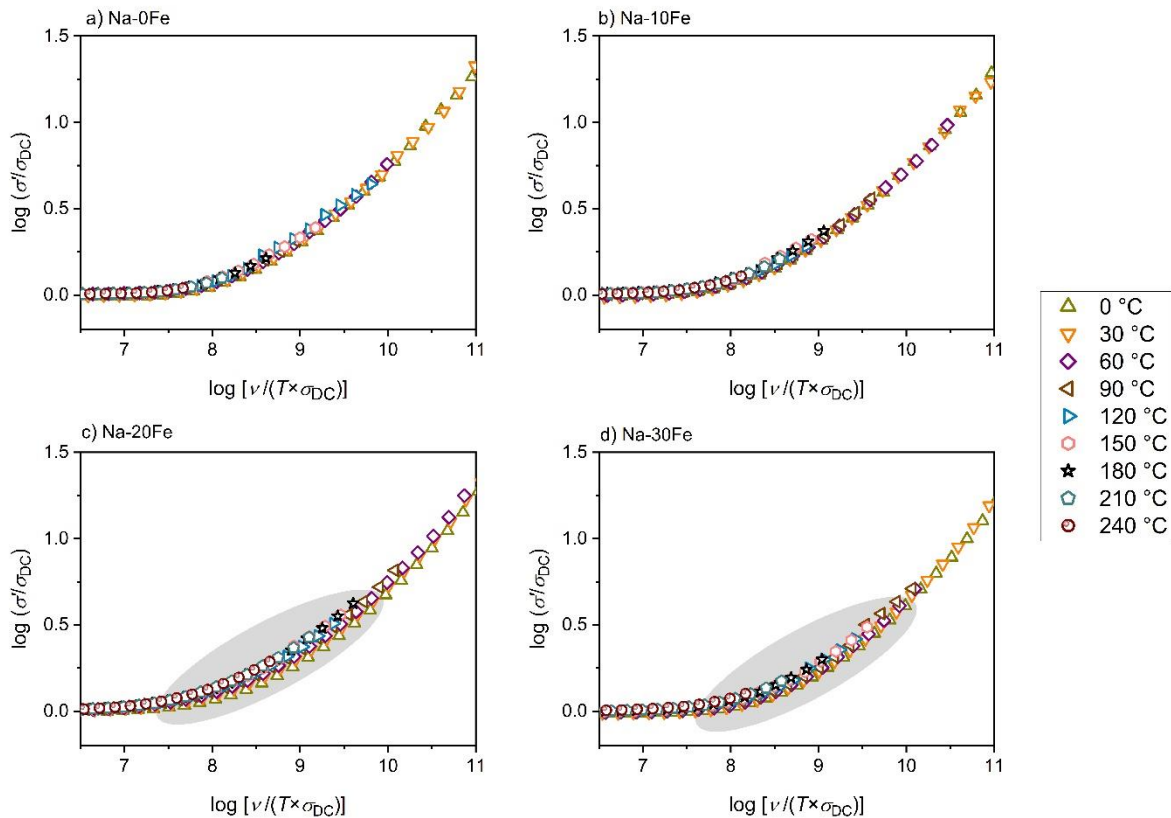 a) Na-0Fe
1.5
1.0
0.5
0.0
log (σ'/σDC)
7 8 9 10 11
log [ν/(T×σDC)]
b) Na-10Fe
1.5
1.0
0.5
0.0
log (σ'/σDC)
7 8 9 10 11
log [ν/(T×σDC)]
c) Na-20Fe
1.5
1.0
0.5
0.0
log (σ'/σDC)
7 8 9 10 11
log [ν/(T×σDC)]
d) Na-30Fe
1.5
1.0
0.5
0.0
log (σ'/σDC)
7 8 9 10 11
log [ν/(T×σDC)]
0 °C
30 °C
60 °C
90 °C
120 °C
150 °C
180 °C
210 °C
240 °C